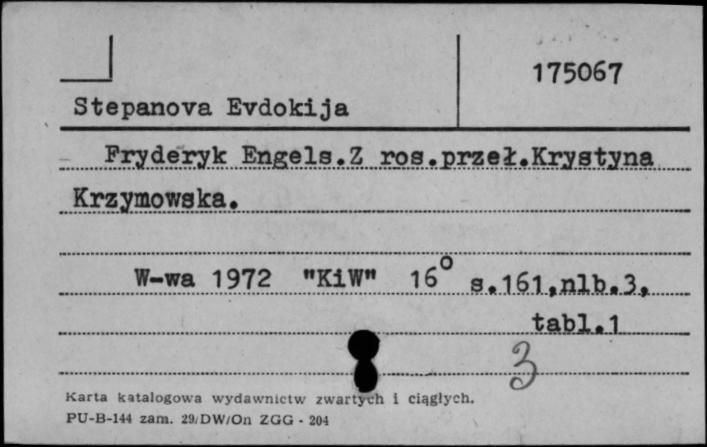 175067
Stepanova Evdokija
Fryderyk Engels.Z ros.przeł.Krystyna
Krzymowska.
W-wa 1972 "KiW" 16° s.161,nlb.3,
tabl.1
3
Karta katalogowa wydawnictw zwartych i ciągłych.
PU-B-144 zam. 29/DW/On ZGG - 204